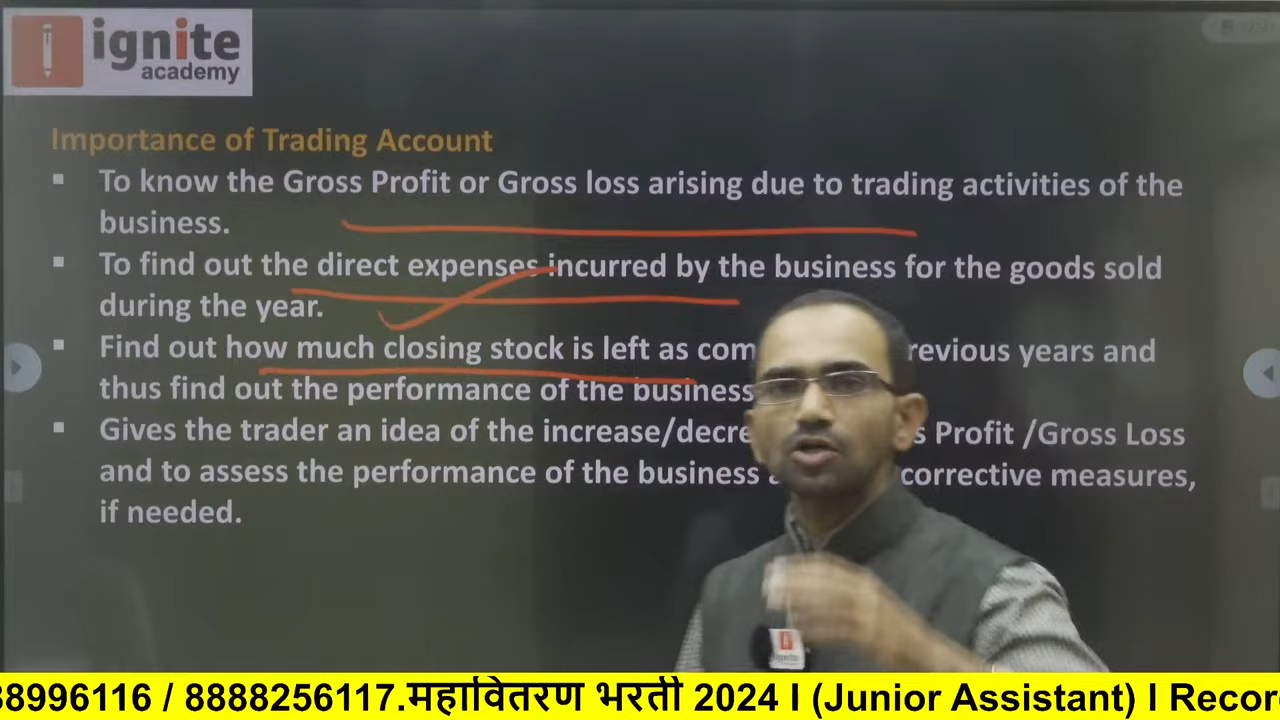 ignite
academy
Importance of Trading Account
▪ To know the Gross Profit or Gross loss arising due to trading activities of the
business.
▪ To find out the direct expenses incurred by the business for the goods sold
during the year.
▪ Find out how much closing stock is left as com revious years and
thus find out the performance of the business
▪ Gives the trader an idea of the increase/decre s Profit /Gross Loss
and to assess the performance of the business a corrective measures,
if needed.
38996116 / 8888256117.महावितरण भरती 2024 I (Junior Assistant) I Recor